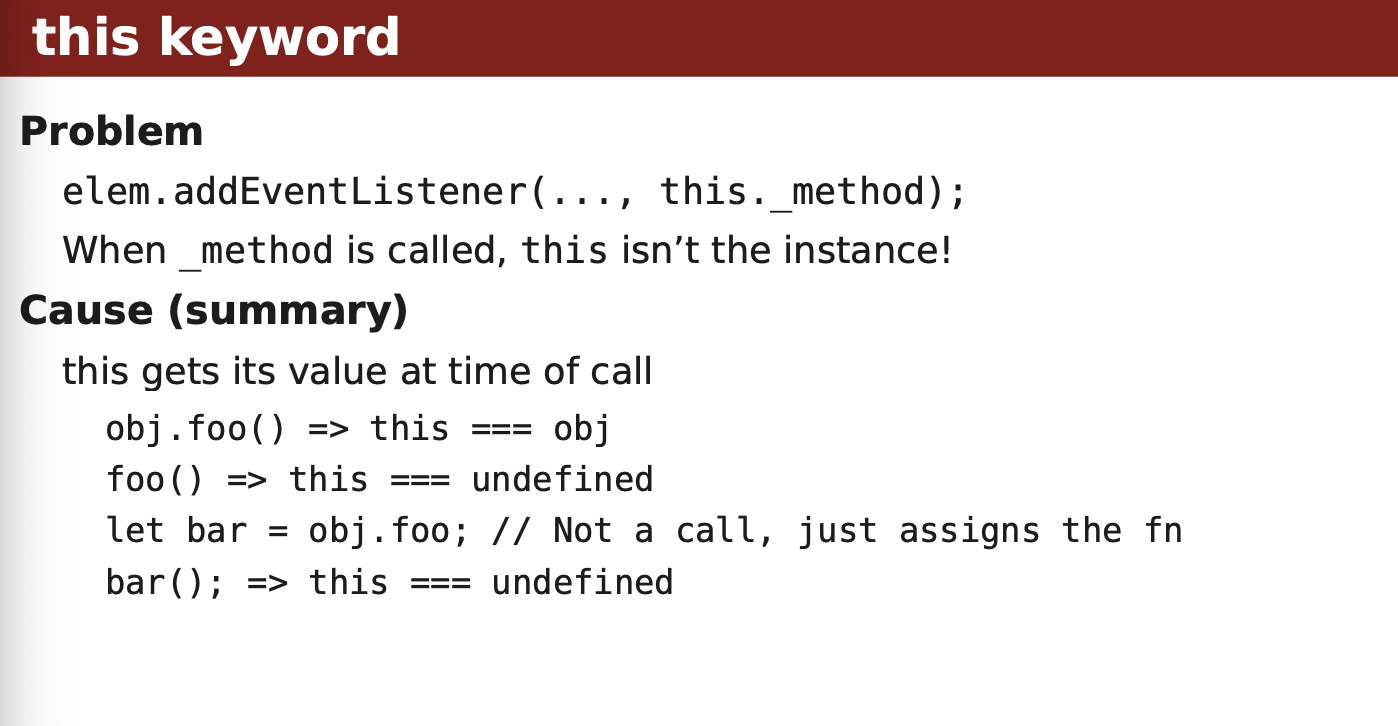 this keyword
Problem
elem.addEventListener(..., this._method);
When _method is called, this isn’t the instance!
Cause (summary)
this gets its value at time of call
obj.foo() => this === obj
foo() => this === undefined
let bar = obj.foo; // Not a call, just assigns the fn
bar(); => this === undefined